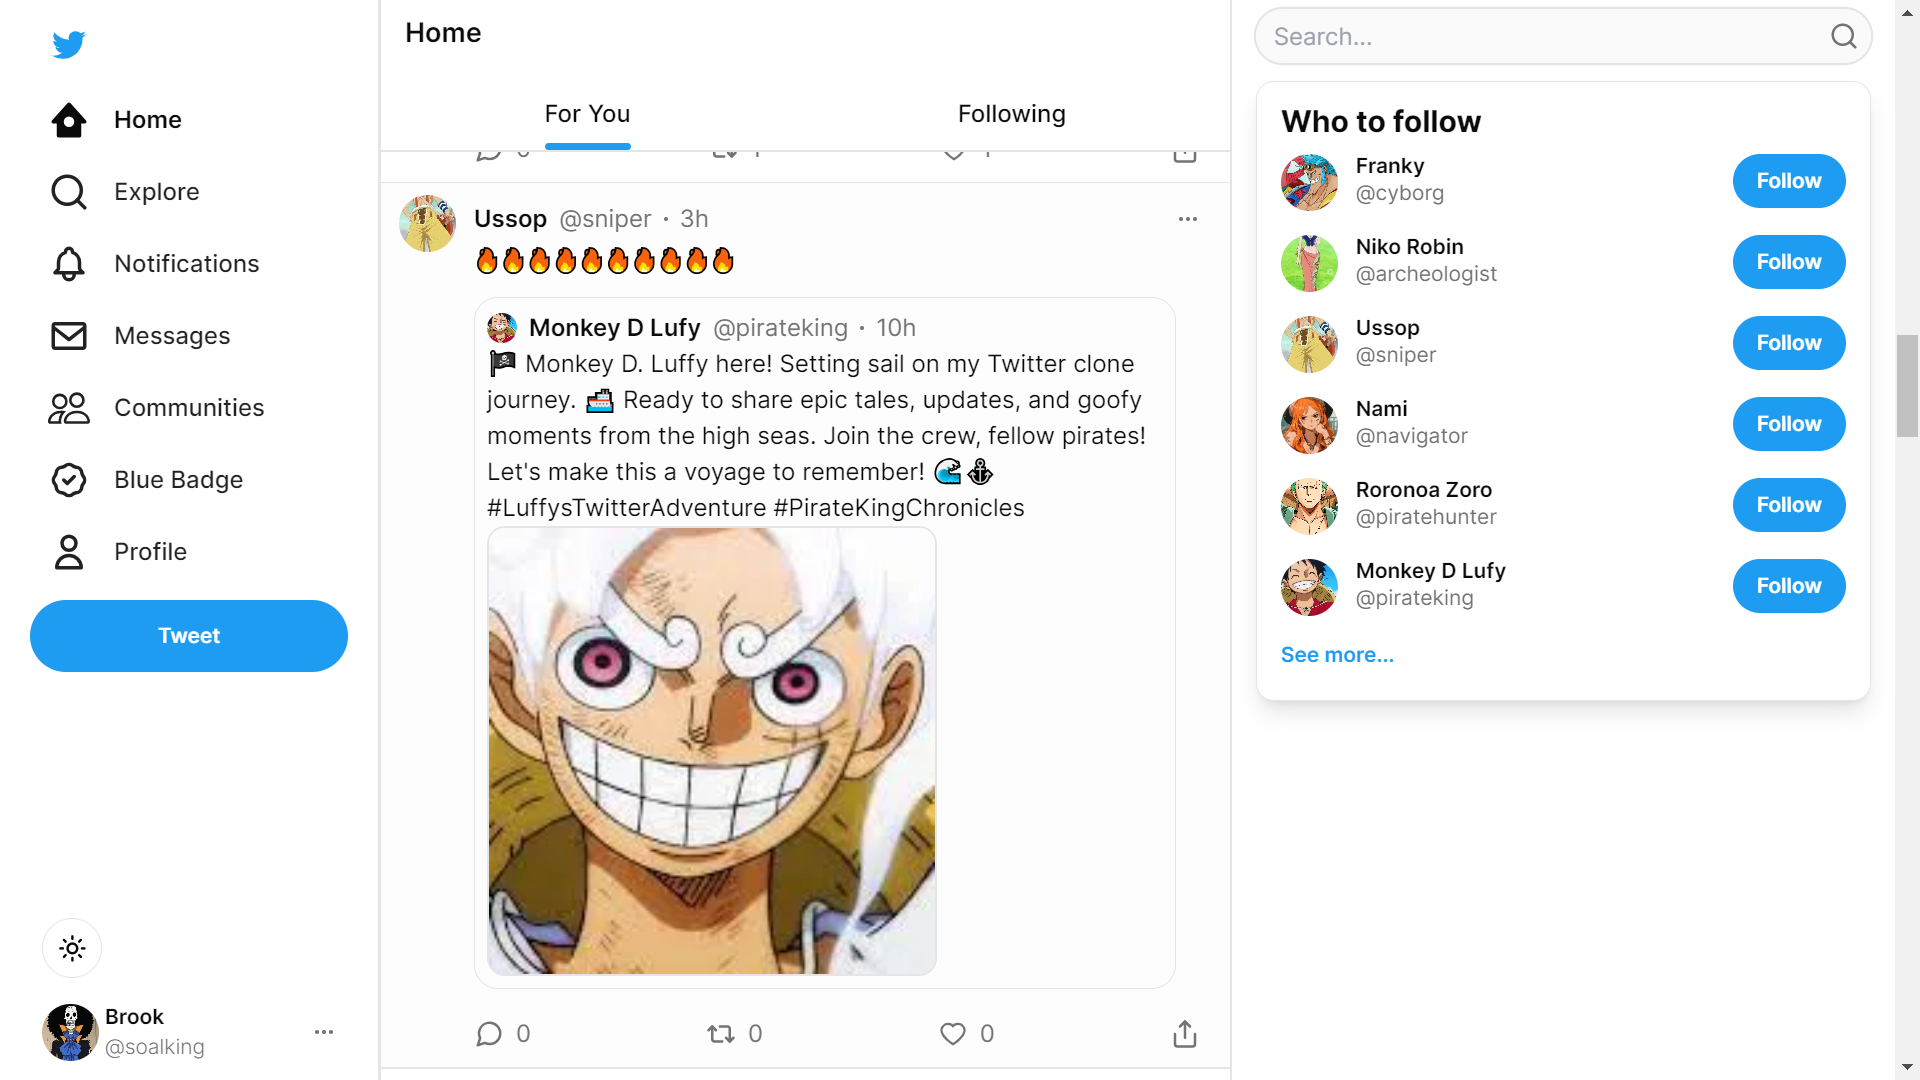 Home
Explore
Notifications
Messages
Communities
Blue Badge
Profile
Tweet
Brook
@soalking
Home
For You
Following
Ussop @sniper · 3h
🔥🔥🔥🔥🔥🔥🔥🔥🔥🔥
Monkey D Lufy @pirateking · 10h
🏴‍☠️ Monkey D. Luffy here! Setting sail on my Twitter clone
journey. 🚢 Ready to share epic tales, updates, and goofy
moments from the high seas. Join the crew, fellow pirates!
Let's make this a voyage to remember! 🌊⚓
#LuffysTwitterAdventure #PirateKingChronicles
0 0 0
Search...
Who to follow
Franky
@cyborg
Follow
Niko Robin
@archeologist
Follow
Ussop
@sniper
Follow
Nami
@navigator
Follow
Roronoa Zoro
@piratehunter
Follow
Monkey D Lufy
@pirateking
Follow
See more...